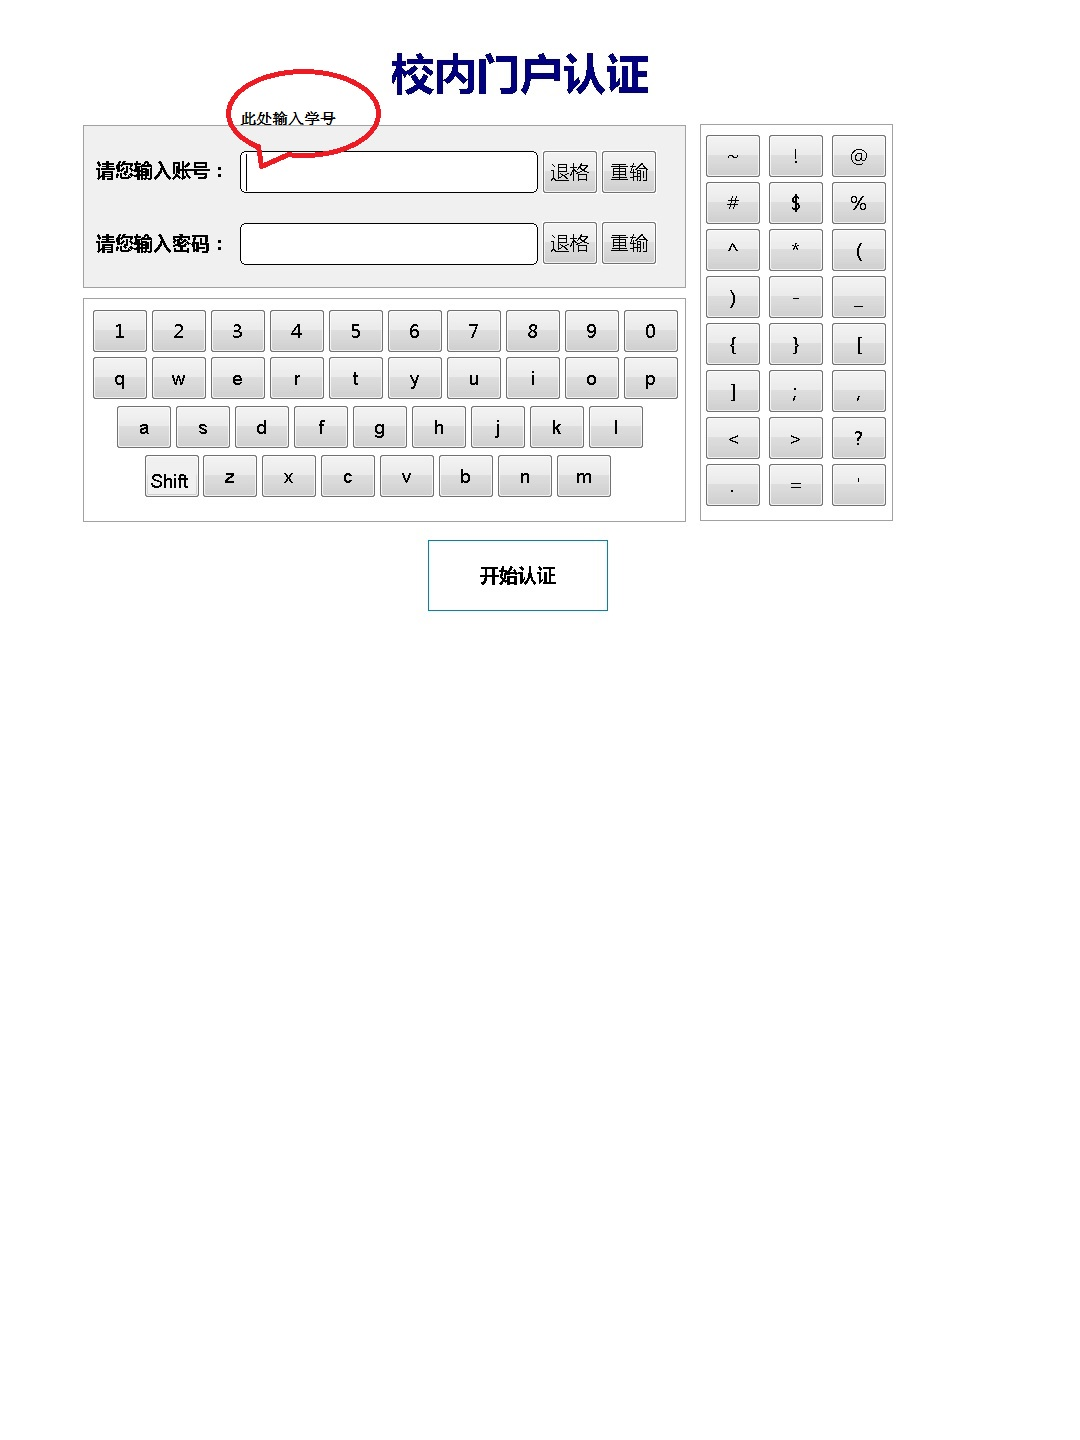 校内门户认证
此处输入学号
请您输入账号： 退格 重输
请您输入密码： 退格 重输
1 2 3 4 5 6 7 8 9 0
q w e r t y u i o p
a s d f g h j k l
Shift z x c v b n m
~ ! @
# $ %
^ * (
) - _
{ } [
] ; ,
< > ?
. = '
开始认证